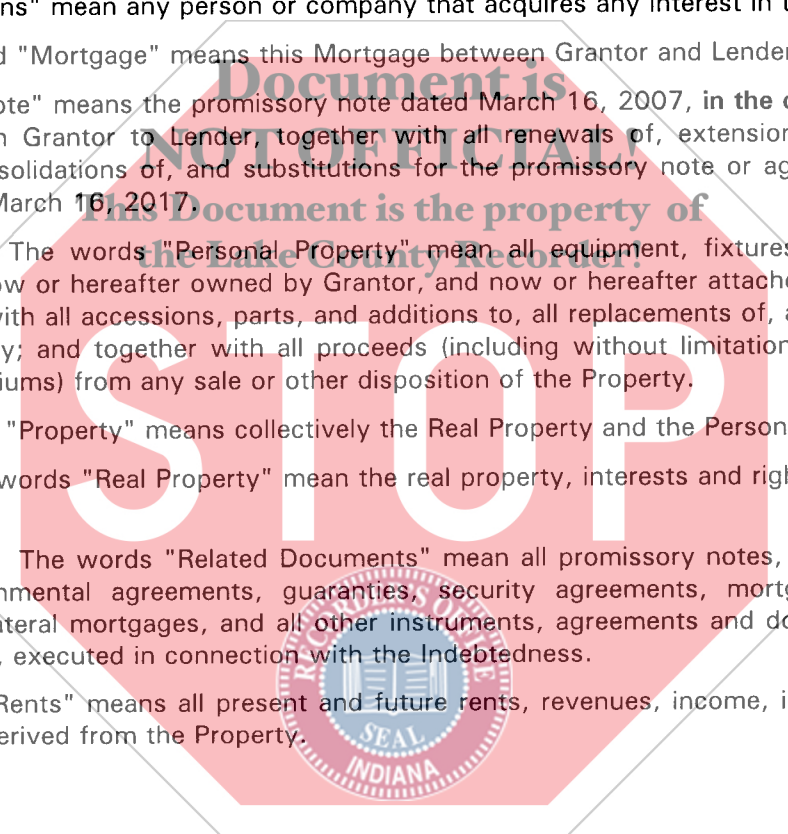 ns" mean any person or company that acquires any interest in t
d "Mortgage" means this Mortgage between Grantor and Lender
Document is
ote" means the promissory note dated March 16, 2007, in the o
NOT OFFICIAL!
n Grantor to Lender, together with all renewals of, extension
solidations of, and substitutions for the promissory note or ag
March 16, 2017.
This Document is the property of
the Lake County Recorder!
The words "Personal Property" mean all equipment, fixtures
ow or hereafter owned by Grantor, and now or hereafter attache
with all accessions, parts, and additions to, all replacements of, a
y; and together with all proceeds (including without limitation
iums) from any sale or other disposition of the Property.
STOP
"Property" means collectively the Real Property and the Person
words "Real Property" mean the real property, interests and righ
The words "Related Documents" mean all promissory notes,
nmental agreements, guaranties, security agreements, mortg
ateral mortgages, and all other instruments, agreements and do
, executed in connection with the Indebtedness.
RECORDER'S OFFICE
Rents" means all present and future rents, revenues, income, i
erived from the Property.
SEAL
INDIANA